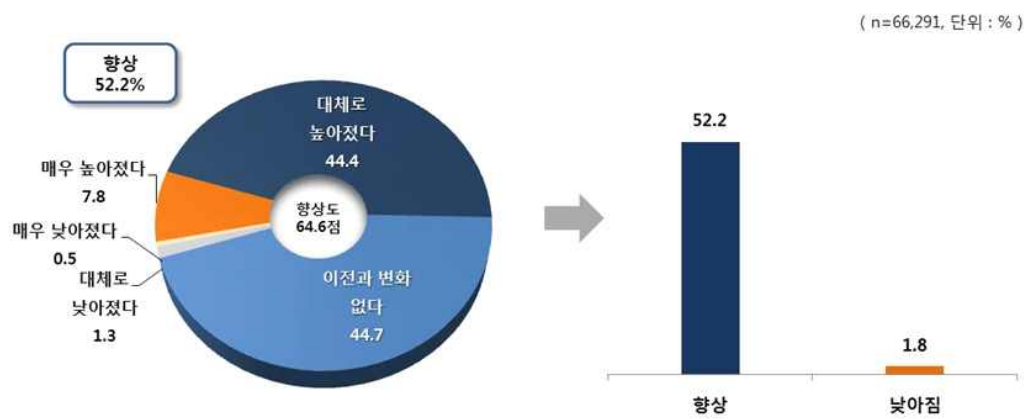 ( n=66,291, 단위 : % )
향상
52.2%
대체로
높아졌다
44.4
매우 높아졌다
7.8
매우 낮아졌다
0.5
대체로
낮아졌다
1.3
향상도
64.6점
이전과 변화
없다
44.7
52.2
1.8
향상
낮아짐